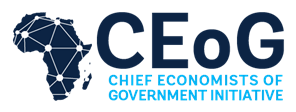 CEoG
CHIEF ECONOMISTS OF
GOVERNMENT INITIATIVE